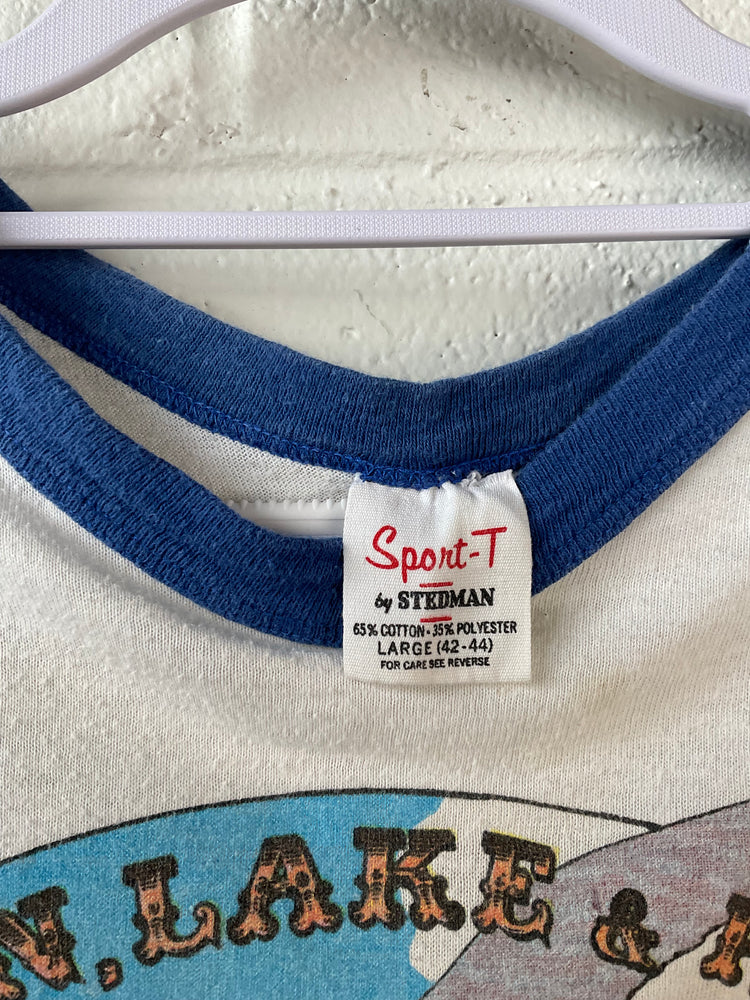 Sport-T
by STEDMAN
65% COTTON-35% POLYESTER
LARGE (42-44)
FOR CARE SEE REVERSE
N, LAKE &